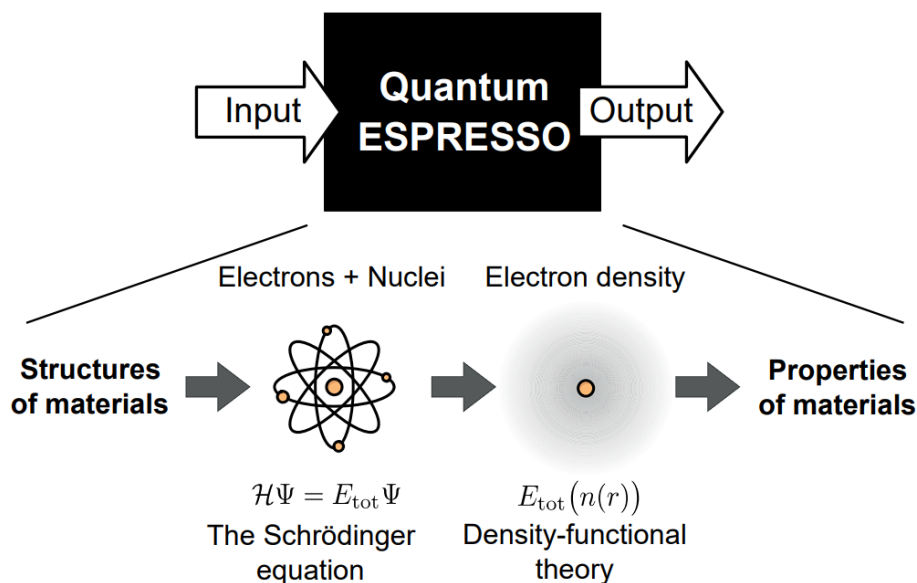 Input
Quantum
ESPRESSO
Output
Electrons + Nuclei
Electron density
Structures
of materials
Properties
of materials
ℋΨ = E_tot Ψ
E_tot(n(r))
The Schrödinger
equation
Density-functional
theory